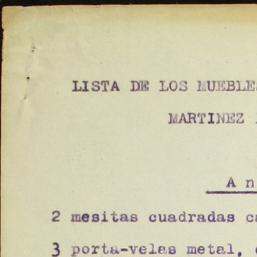 LISTA DE LOS MUEBLES
MARTINEZ
A n
2 mesitas cuadradas
3 porta-velas metal,